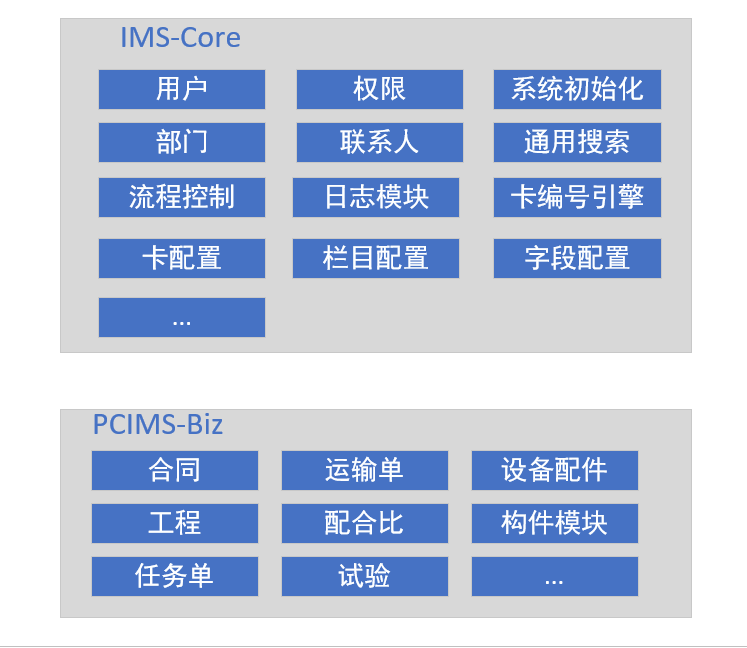 IMS-Core
用户 权限 系统初始化
部门 联系人 通用搜索
流程控制 日志模块 卡编号引擎
卡配置 栏目配置 字段配置
...
PCIMS-Biz
合同 运输单 设备配件
工程 配合比 构件模块
任务单 试验 ...